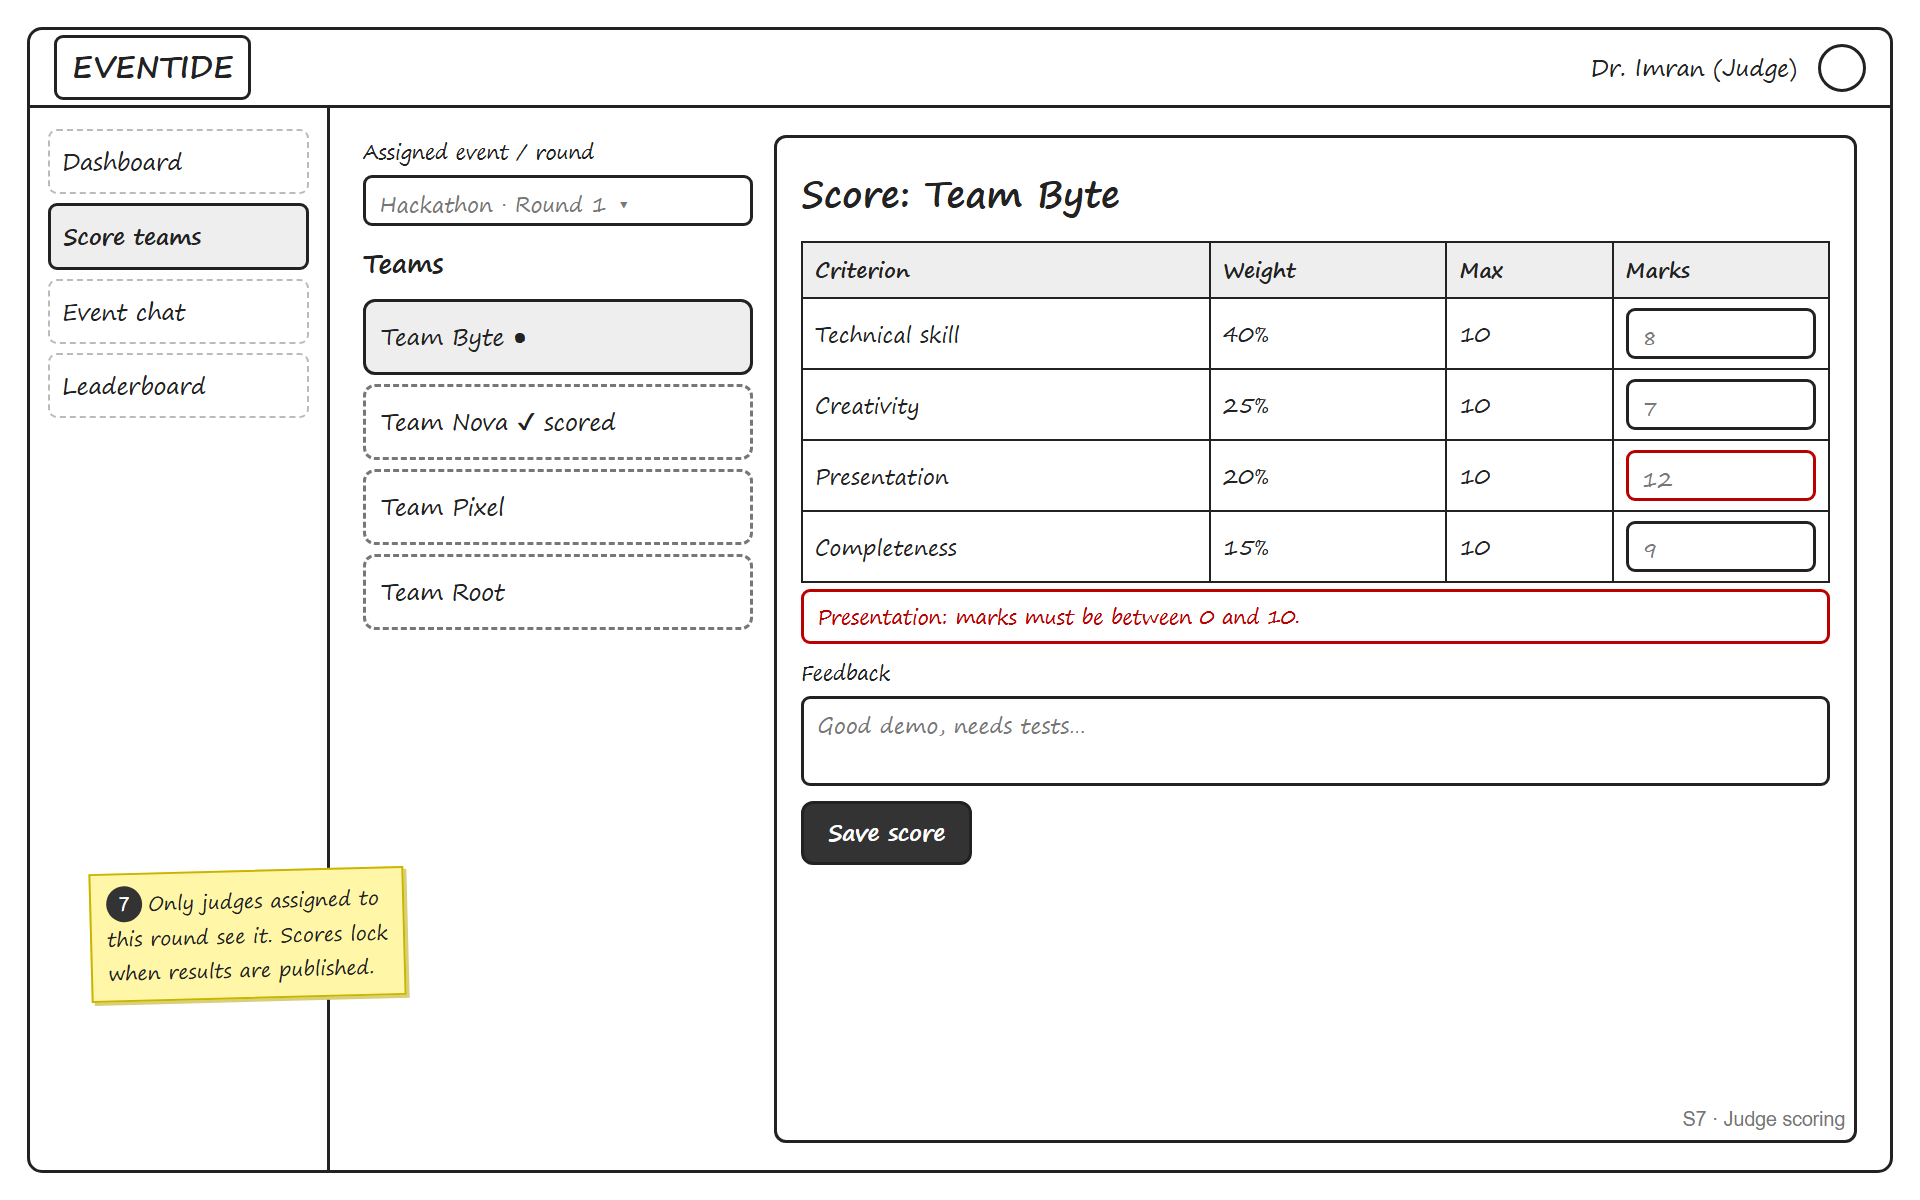 EVENTIDE
Dr. Imran (Judge)
Dashboard
Score teams
Event chat
Leaderboard
Assigned event / round
Hackathon · Round 1 ▾
Teams
Team Byte ●
Team Nova ✓ scored
Team Pixel
Team Root
Score: Team Byte
Criterion Weight Max Marks
Technical skill 40% 10 8
Creativity 25% 10 7
Presentation 20% 10 12
Completeness 15% 10 9
Presentation: marks must be between 0 and 10.
Feedback
Good demo, needs tests...
Save score
7 Only judges assigned to
this round see it. Scores lock
when results are published.
S7 · Judge scoring